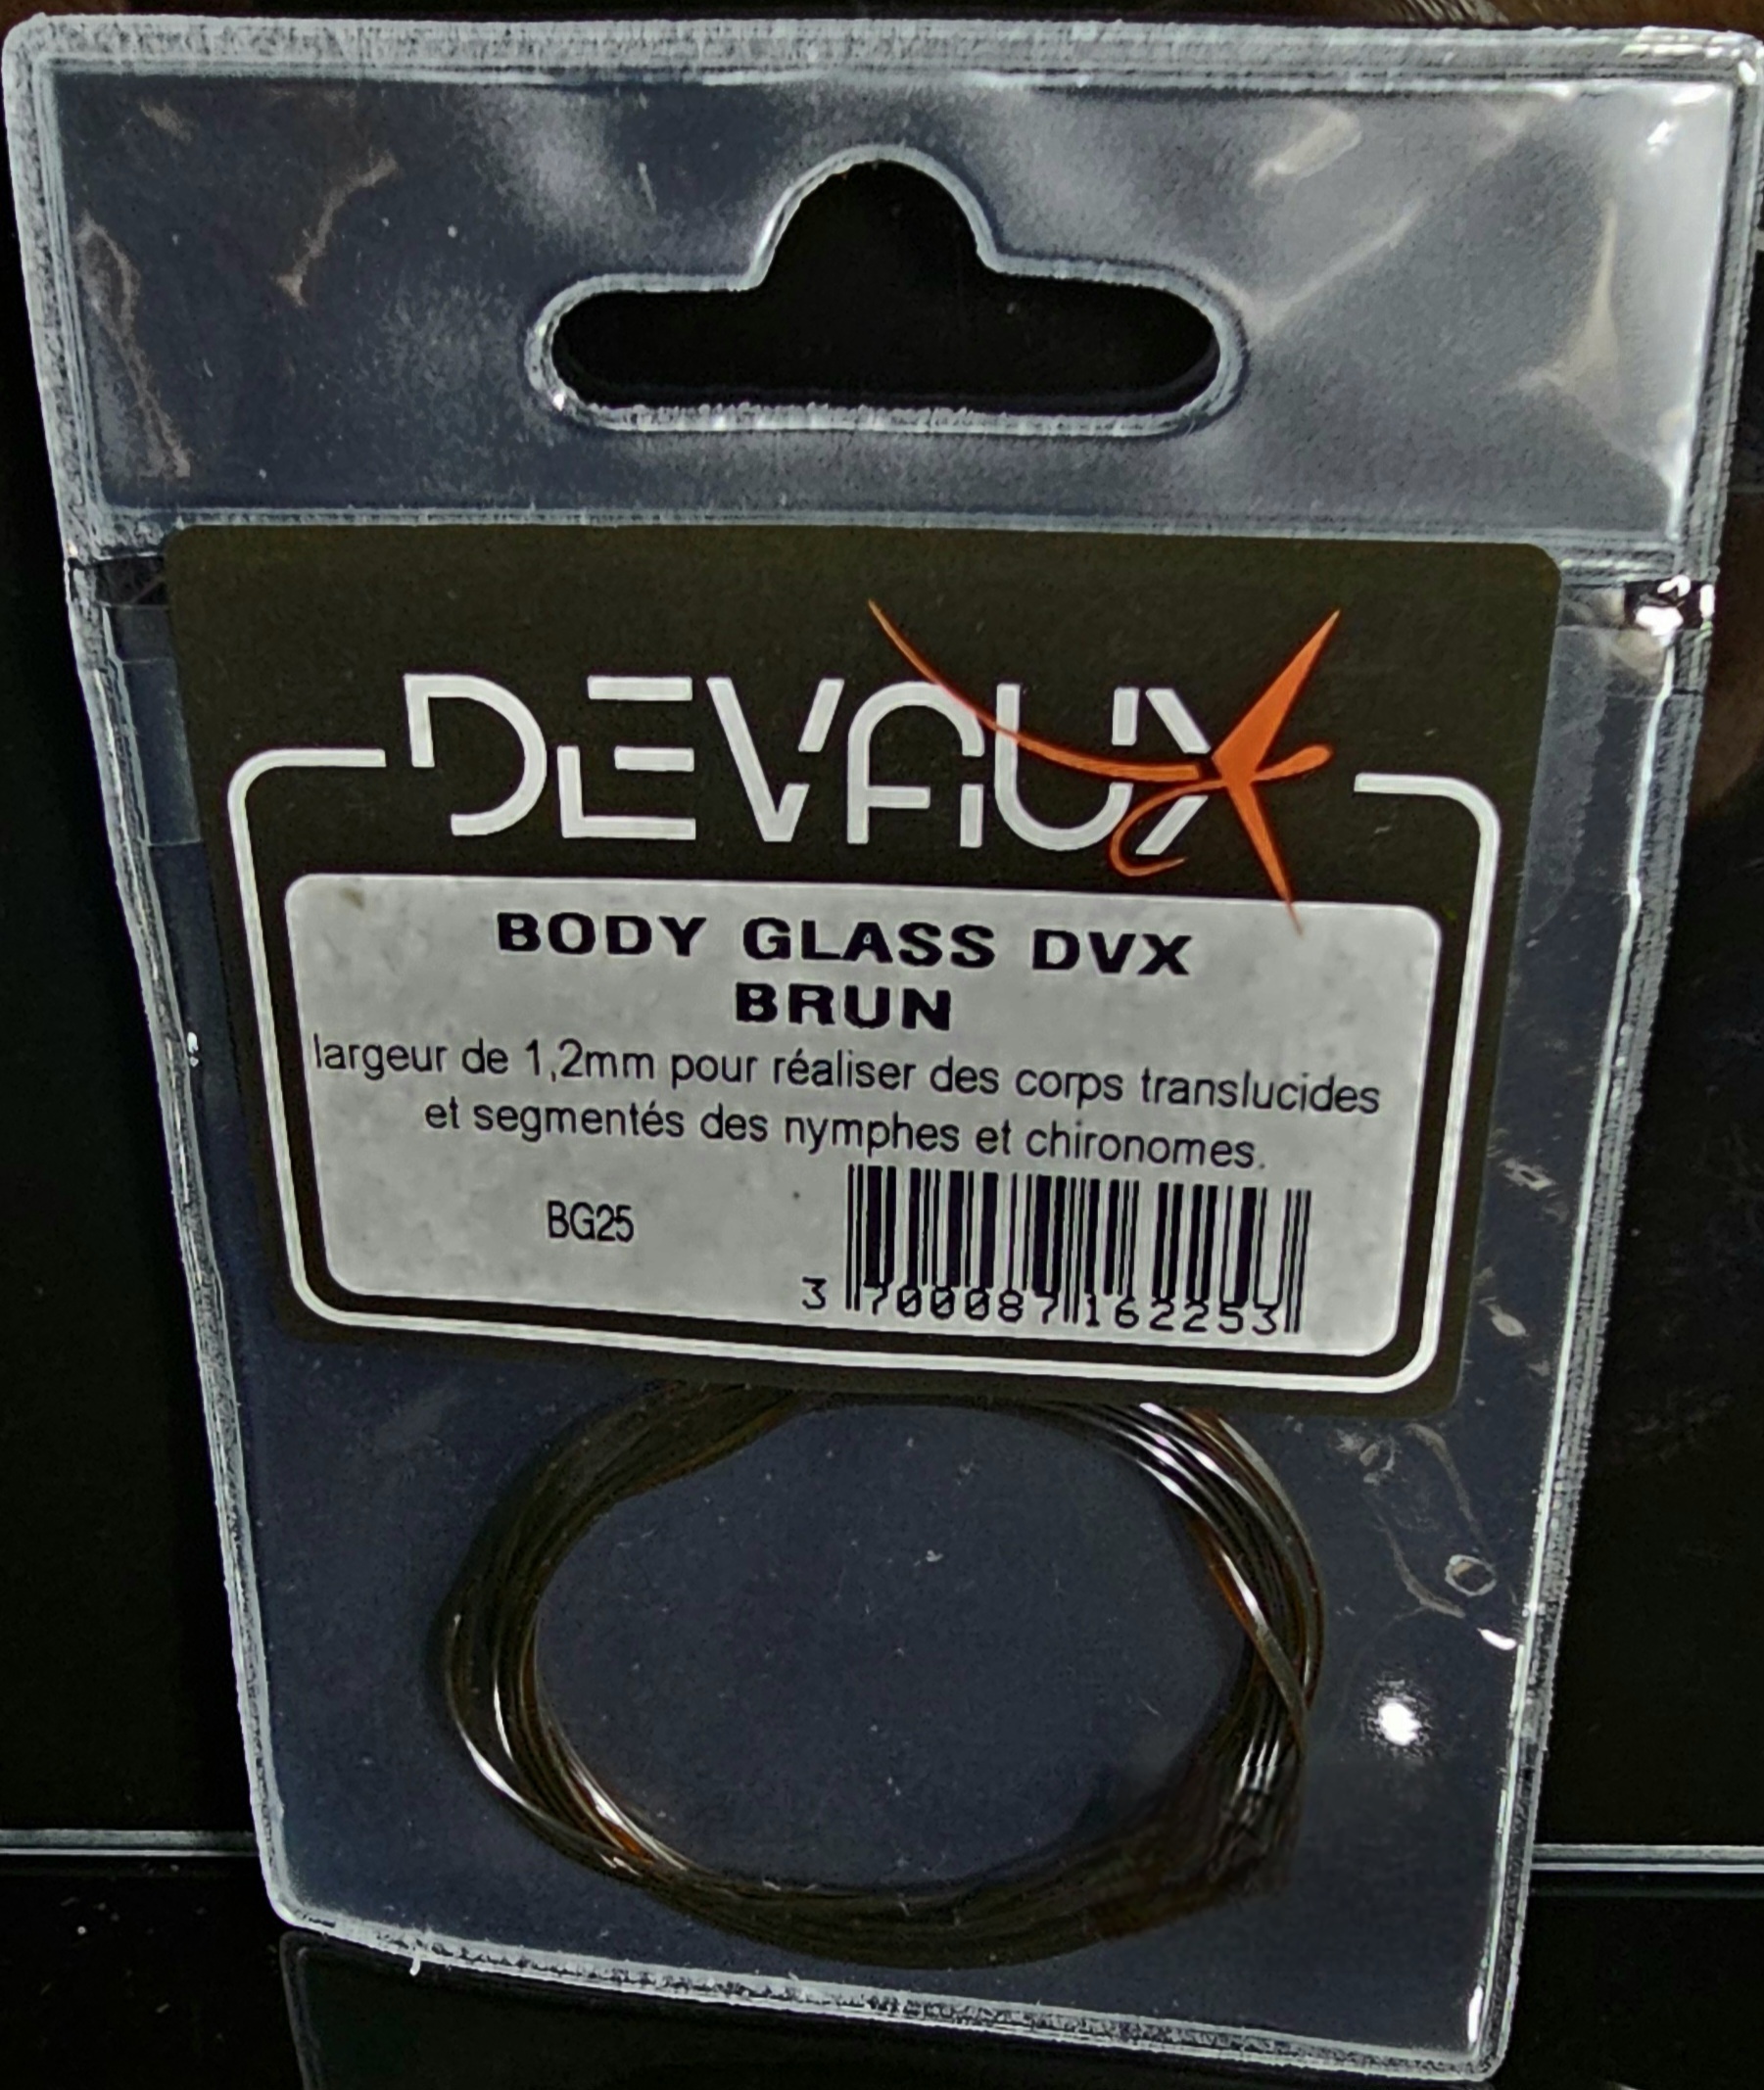 DEVAUX
BODY GLASS DVX
BRUN
largeur de 1,2mm pour réaliser des corps translucides
et segmentés des nymphes et chironomes.
BG25
3 700087 162253